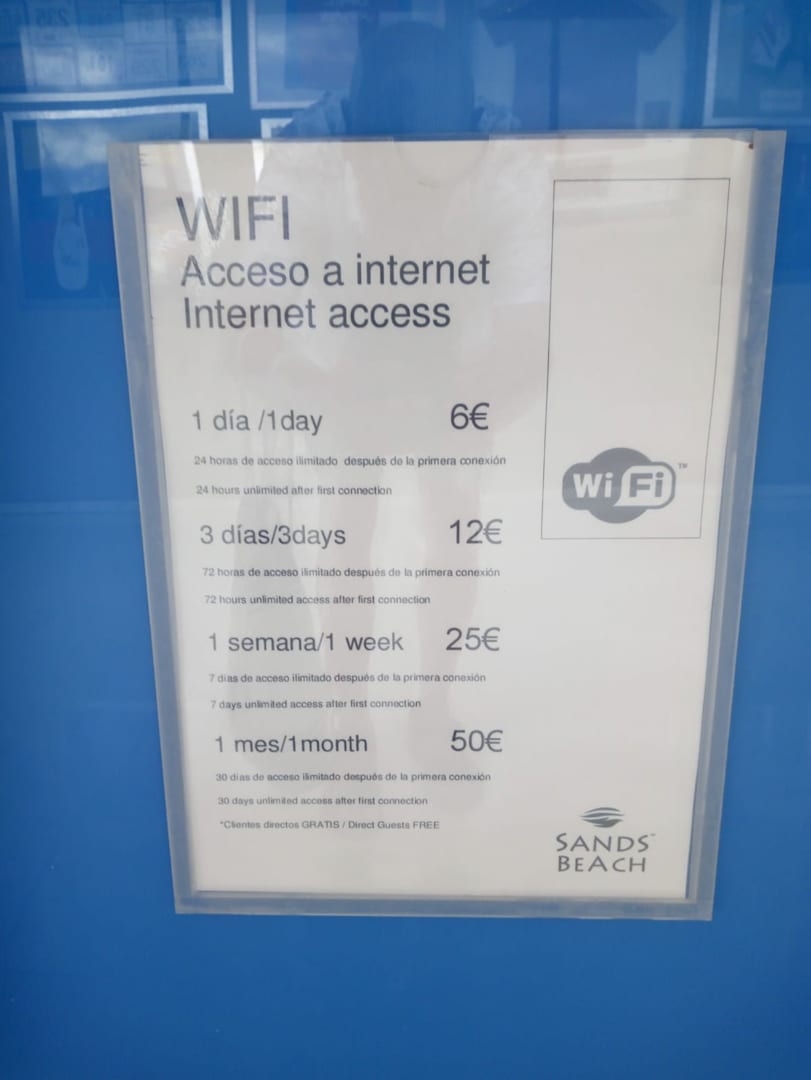 WIFI
Acceso a internet
Internet access
1 día /1day 6€
24 horas de acceso ilimitado después de la primera conexión
24 hours unlimited after first connection
3 días/3days 12€
72 horas de acceso ilimitado después de la primera conexión
72 hours unlimited access after first connection
1 semana/1 week 25€
7 días de acceso ilimitado después de la primera conexión
7 days unlimited access after first connection
1 mes/1month 50€
30 días de acceso ilimitado después de la primera conexión
30 days unlimited access after first connection
*Clientes directos GRATIS / Direct Guests FREE
Wi Fi ™
SANDS™
BEACH